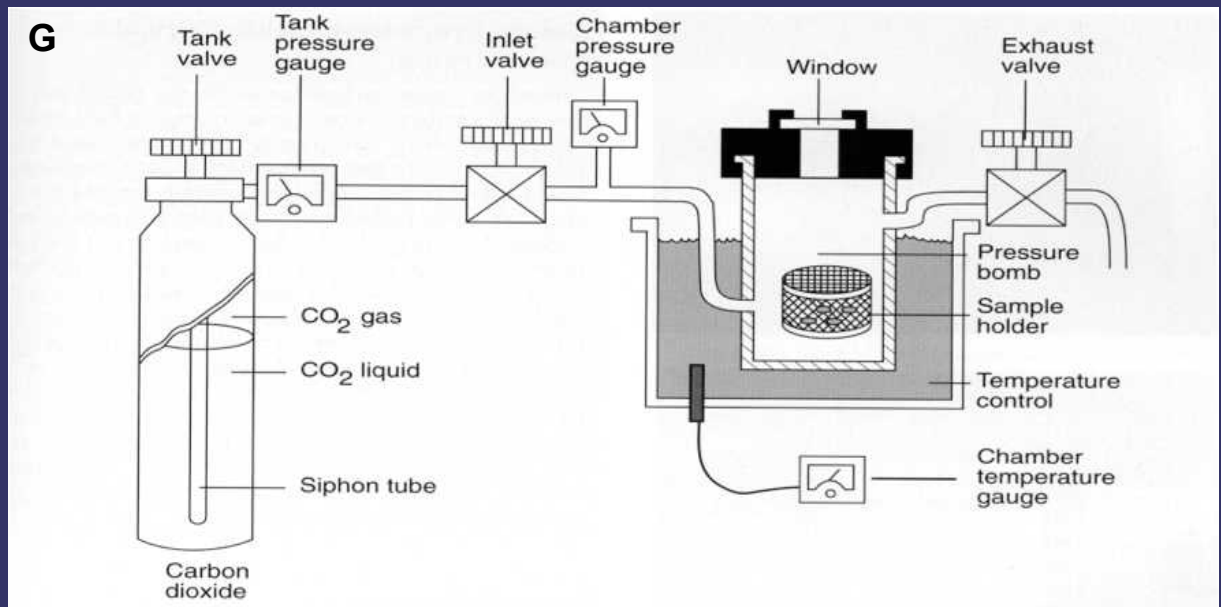 G
Tank
valve
Tank
pressure
gauge
Inlet
valve
Chamber
pressure
gauge
Window
Exhaust
valve
Pressure
bomb
Sample
holder
Temperature
control
Chamber
temperature
gauge
CO2 gas
CO2 liquid
Siphon tube
Carbon
dioxide